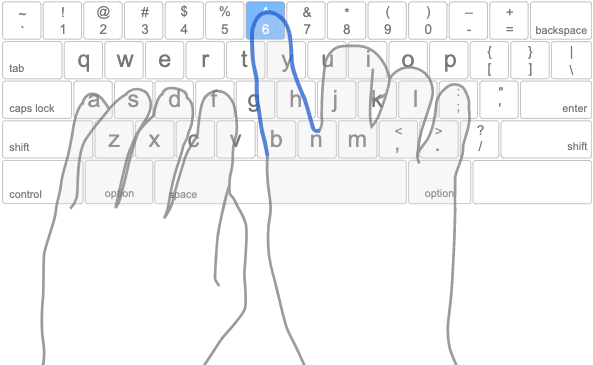 ~ ! @ # $ % ^ & * ( ) — +
` 1 2 3 4 5 6 7 8 9 0 - = backspace
tab q w e r t y u i o p { [ } ] | \
caps lock a s d f g h j k l : ; " ' enter
shift z x c v b n m < , > . ? / shift
control option space option